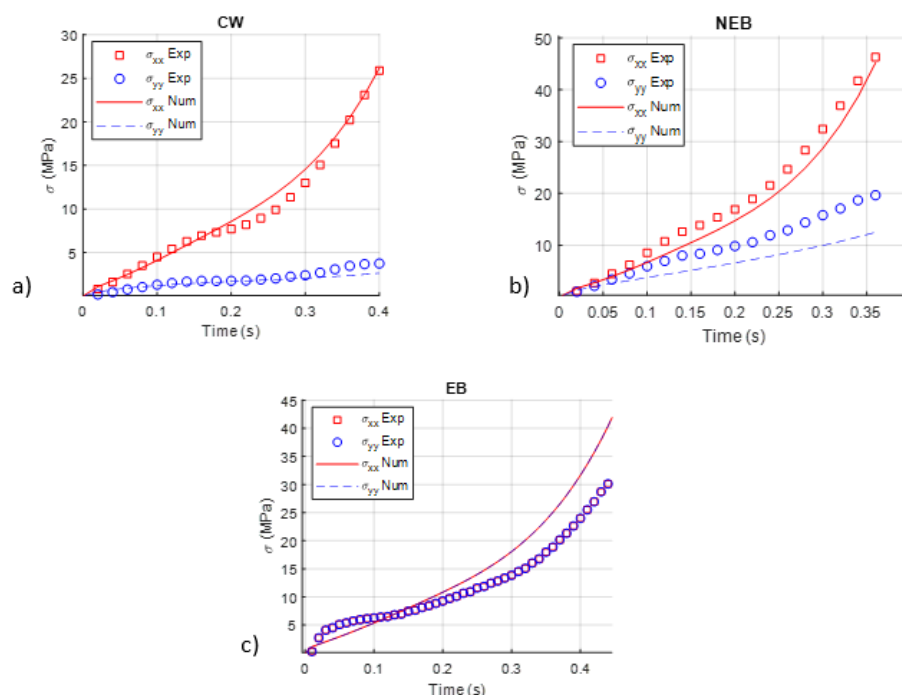 CW
30
25
20
15
10
5
σxx Exp
σyy Exp
σxx Num
σyy Num
σ (MPa)
0 0.1 0.2 0.3 0.4
Time (s)
a)
NEB
50
40
30
20
10
σxx Exp
σyy Exp
σxx Num
σyy Num
σ (MPa)
0 0.05 0.1 0.15 0.2 0.25 0.3 0.35
Time (s)
b)
EB
45
40
35
30
25
20
15
10
5
σxx Exp
σyy Exp
σxx Num
σyy Num
σ (MPa)
0 0.1 0.2 0.3 0.4
Time (s)
c)